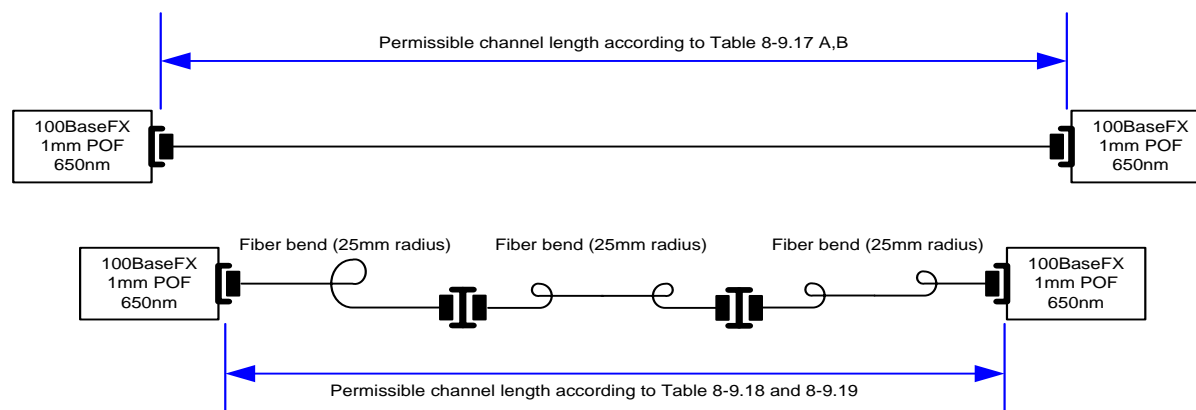 Permissible channel length according to Table 8-9.17 A,B
100BaseFX
1mm POF
650nm
100BaseFX
1mm POF
650nm
Fiber bend (25mm radius)
Fiber bend (25mm radius)
Fiber bend (25mm radius)
100BaseFX
1mm POF
650nm
100BaseFX
1mm POF
650nm
Permissible channel length according to Table 8-9.18 and 8-9.19